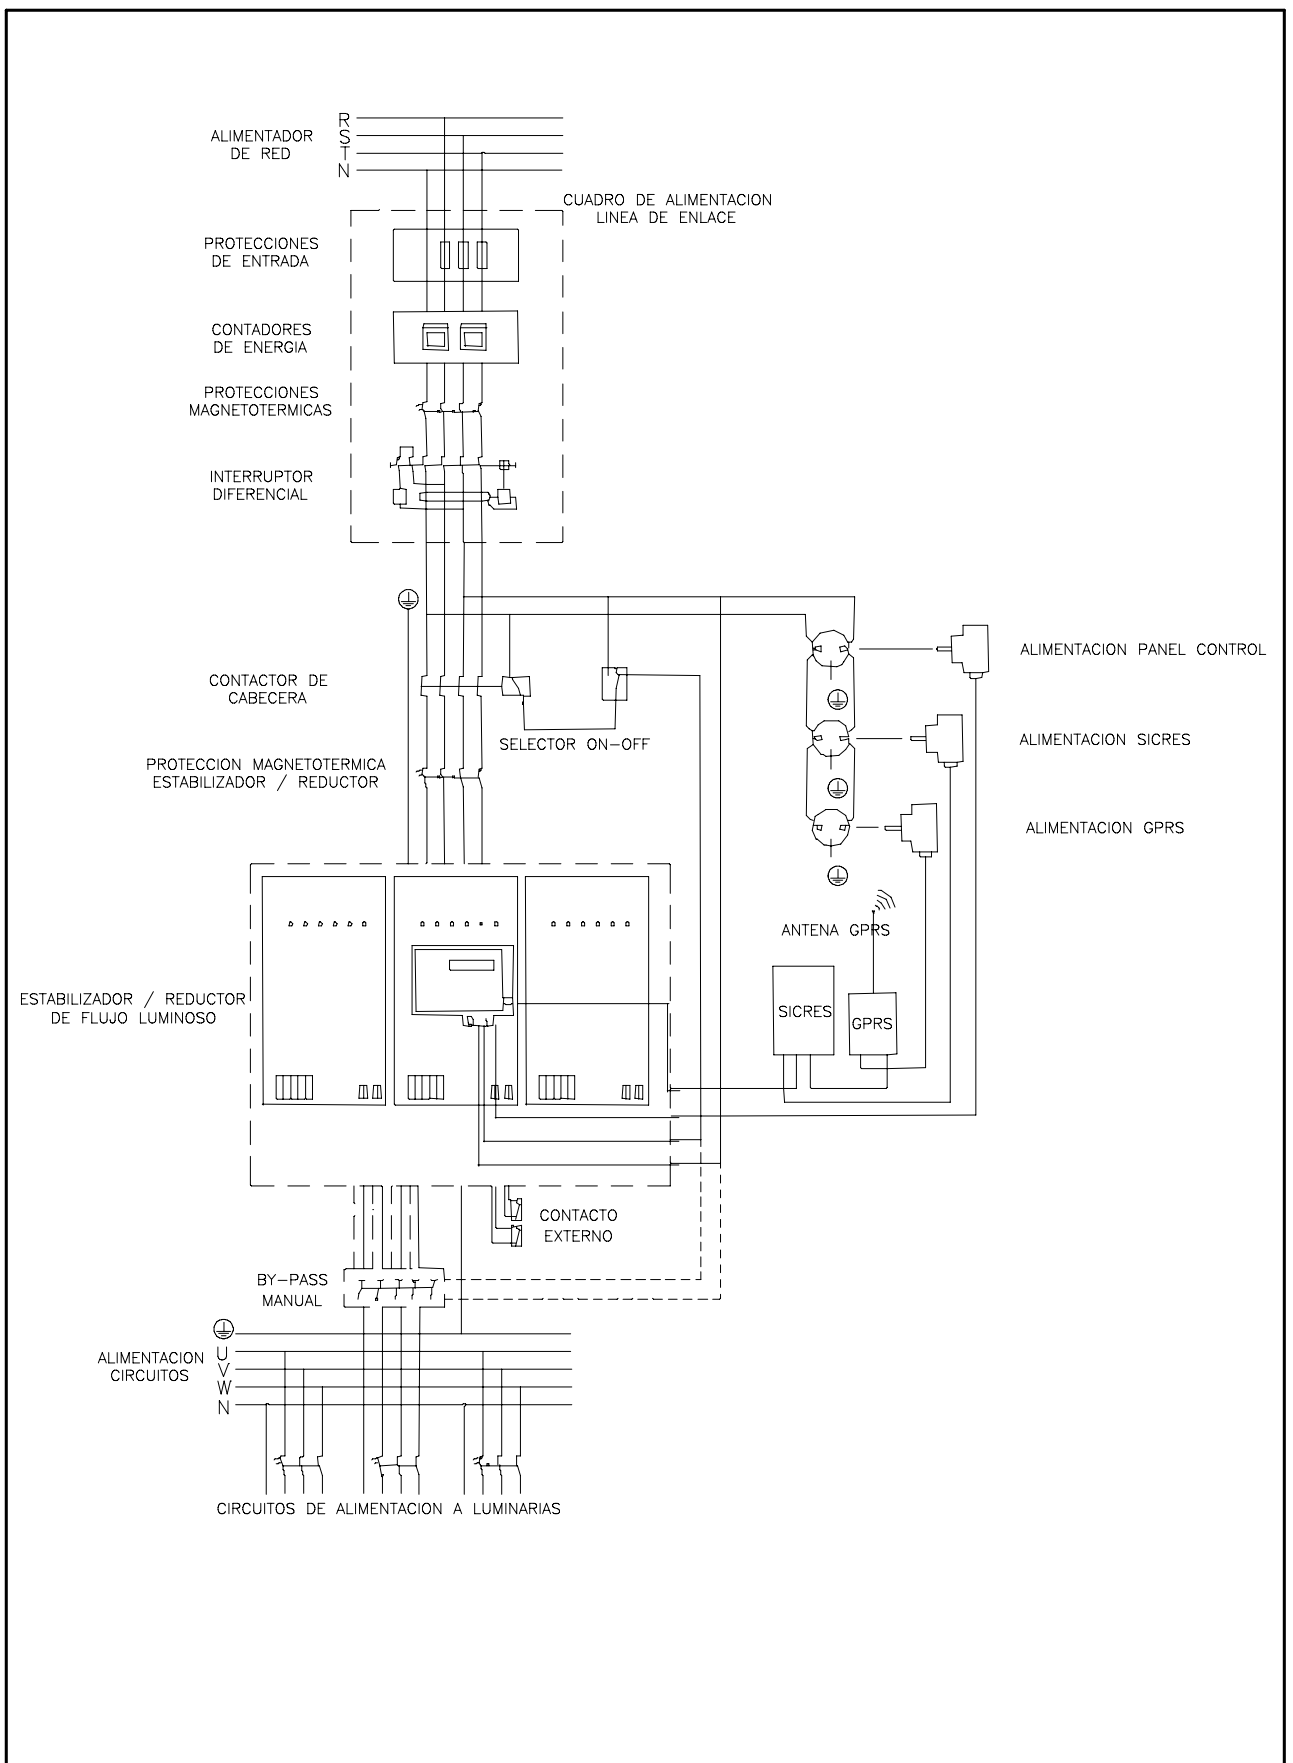 R
S
T
N
ALIMENTADOR
DE RED
CUADRO DE ALIMENTACION
LINEA DE ENLACE
PROTECCIONES
DE ENTRADA
CONTADORES
DE ENERGIA
PROTECCIONES
MAGNETOTERMICAS
INTERRUPTOR
DIFERENCIAL
CONTACTOR DE
CABECERA
SELECTOR ON-OFF
PROTECCION MAGNETOTERMICA
ESTABILIZADOR / REDUCTOR
ALIMENTACION PANEL CONTROL
ALIMENTACION SICRES
ALIMENTACION GPRS
ANTENA GPRS
SICRES
GPRS
ESTABILIZADOR / REDUCTOR
DE FLUJO LUMINOSO
CONTACTO
EXTERNO
BY-PASS
MANUAL
ALIMENTACION
CIRCUITOS
U
V
W
N
CIRCUITOS DE ALIMENTACION A LUMINARIAS